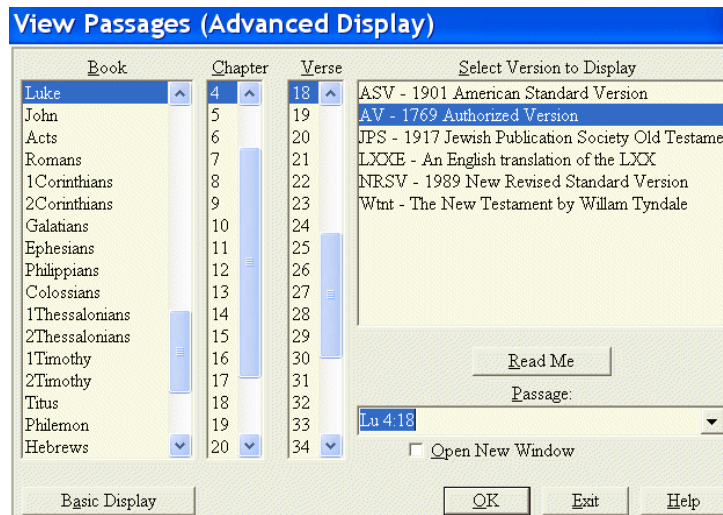 View Passages (Advanced Display)
Book
Luke
John
Acts
Romans
1Corinthians
2Corinthians
Galatians
Ephesians
Philippians
Colossians
1Thessalonians
2Thessalonians
1Timothy
2Timothy
Titus
Philemon
Hebrews
Chapter
4
5
6
7
8
9
10
11
12
13
14
15
16
17
18
19
20
Verse
18
19
20
21
22
23
24
25
26
27
28
29
30
31
32
33
34
Select Version to Display
ASV - 1901 American Standard Version
AV - 1769 Authorized Version
JPS - 1917 Jewish Publication Society Old Testame
LXXE - An English translation of the LXX
NRSV - 1989 New Revised Standard Version
Wtnt - The New Testament by Willam Tyndale
Read Me
Passage:
Lu 4:18
Open New Window
Basic Display
OK
Exit
Help